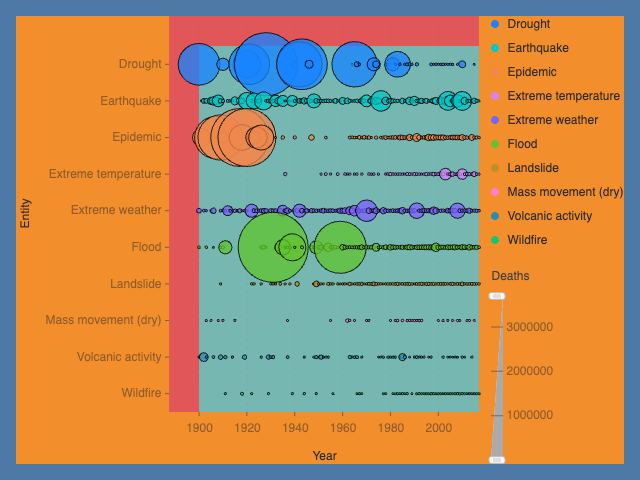 Drought
Earthquake
Epidemic
Extreme temperature
Extreme weather
Flood
Landslide
Mass movement (dry)
Volcanic activity
Wildfire
Entity
1900
1920
1940
1960
1980
2000
Year
Drought
Earthquake
Epidemic
Extreme temperature
Extreme weather
Flood
Landslide
Mass movement (dry)
Volcanic activity
Wildfire
Deaths
3000000
2000000
1000000